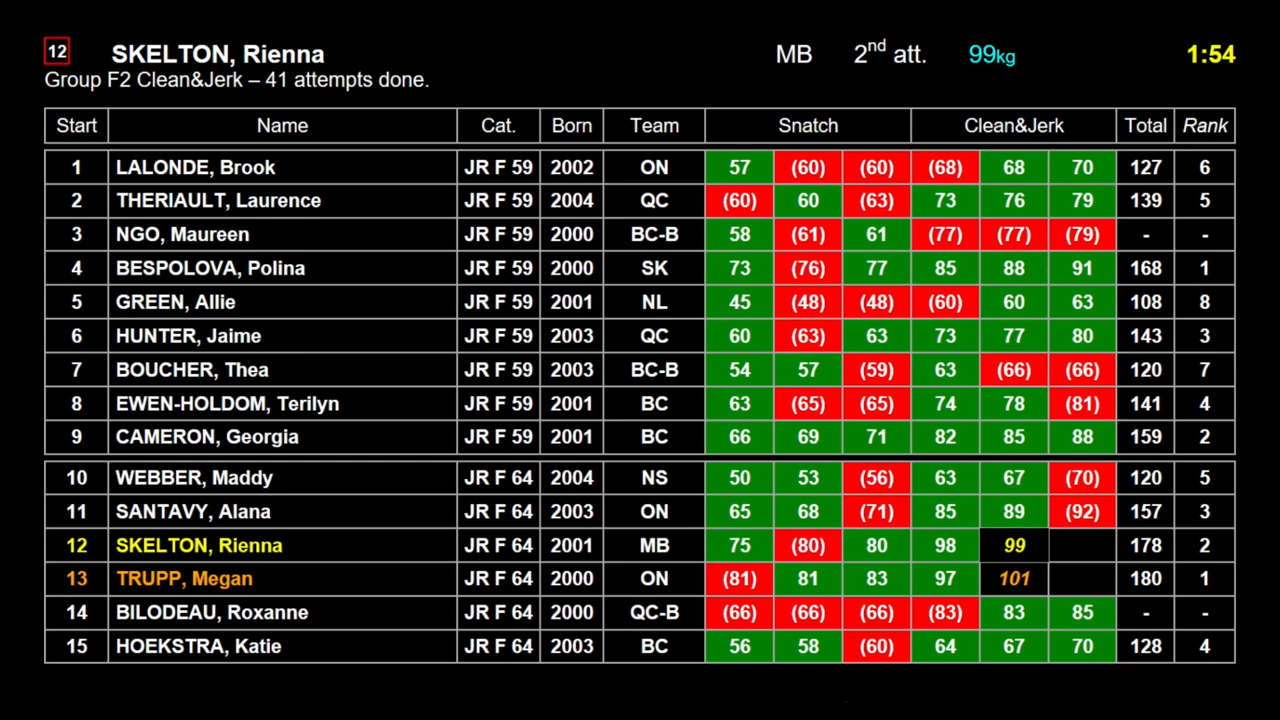 12 SKELTON, Rienna MB 2nd att. 99kg 1:54
Group F2 Clean&Jerk – 41 attempts done.
Start Name Cat. Born Team Snatch Clean&Jerk Total Rank
1 LALONDE, Brook JR F 59 2002 ON 57 (60) (60) (68) 68 70 127 6
2 THERIAULT, Laurence JR F 59 2004 QC (60) 60 (63) 73 76 79 139 5
3 NGO, Maureen JR F 59 2000 BC-B 58 (61) 61 (77) (77) (79) - -
4 BESPOLOVA, Polina JR F 59 2000 SK 73 (76) 77 85 88 91 168 1
5 GREEN, Allie JR F 59 2001 NL 45 (48) (48) (60) 60 63 108 8
6 HUNTER, Jaime JR F 59 2003 QC 60 (63) 63 73 77 80 143 3
7 BOUCHER, Thea JR F 59 2003 BC-B 54 57 (59) 63 (66) (66) 120 7
8 EWEN-HOLDOM, Terilyn JR F 59 2001 BC 63 (65) (65) 74 78 (81) 141 4
9 CAMERON, Georgia JR F 59 2001 BC 66 69 71 82 85 88 159 2
10 WEBBER, Maddy JR F 64 2004 NS 50 53 (56) 63 67 (70) 120 5
11 SANTAVY, Alana JR F 64 2003 ON 65 68 (71) 85 89 (92) 157 3
12 SKELTON, Rienna JR F 64 2001 MB 75 (80) 80 98 99 178 2
13 TRUPP, Megan JR F 64 2000 ON (81) 81 83 97 101 180 1
14 BILODEAU, Roxanne JR F 64 2000 QC-B (66) (66) (66) (83) 83 85 - -
15 HOEKSTRA, Katie JR F 64 2003 BC 56 58 (60) 64 67 70 128 4